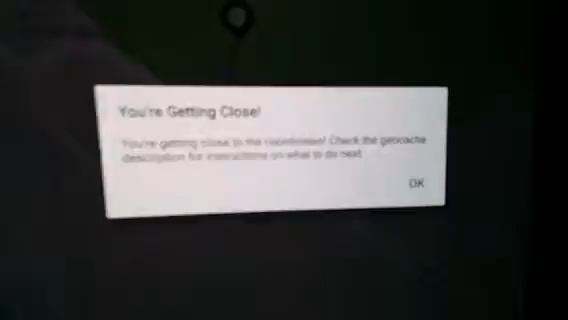 You're Getting Close!
You're getting close to the coordinates! Check the geocache
description for instructions on what to do next.
OK